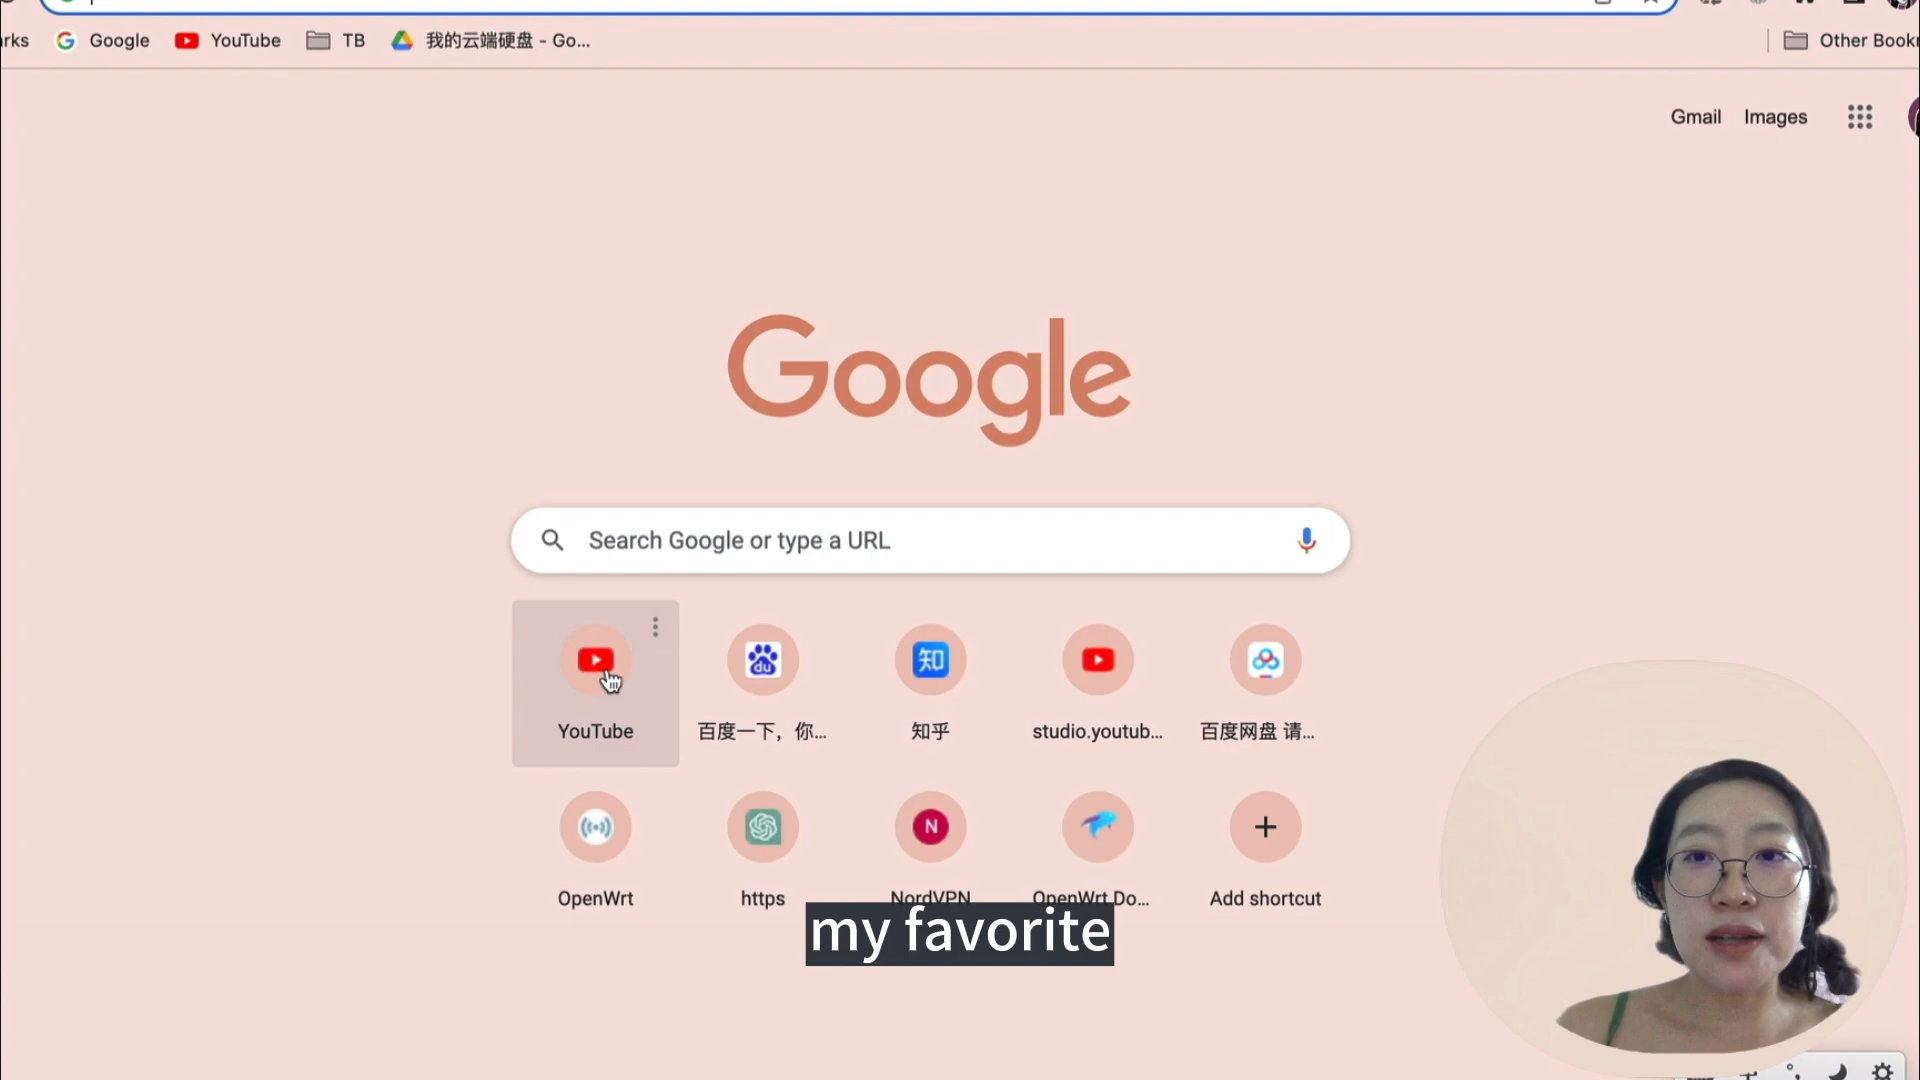 rks Google YouTube TB 我的云端硬盘 - Go... Other Book
Gmail Images
Google
Search Google or type a URL
YouTube 百度一下，你... 知乎 studio.youtub... 百度网盘 请...
OpenWrt https NordVPN OpenWrt Do... Add shortcut
my favorite